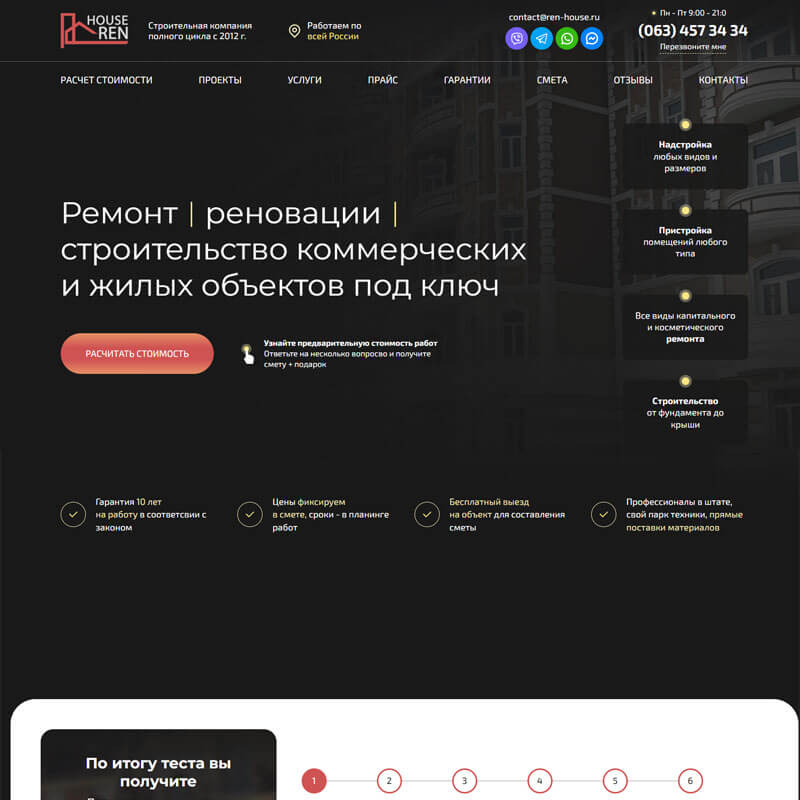 HOUSE
REN
Строительная компания
полного цикла с 2012 г.
Работаем по
всей России
contact@ren-house.ru
Пн - Пт 9:00 - 21:0
(063) 457 34 34
Перезвоните мне
РАСЧЕТ СТОИМОСТИ
ПРОЕКТЫ
УСЛУГИ
ПРАЙС
ГАРАНТИИ
СМЕТА
ОТЗЫВЫ
КОНТАКТЫ
Надстройка
любых видов и
размеров
Ремонт | реновации |
строительство коммерческих
и жилых объектов под ключ
Пристройка
помещений любого
типа
Все виды капитального
и косметического
ремонта
РАСЧИТАТЬ СТОИМОСТЬ
Узнайте предварительную стоимость работ
Ответьте на несколько вопросво и получите
смету + подарок
Строительство
от фундамента до
крыши
Гарантия 10 лет
на работу в соответсвии с
законом
Цены фиксируем
в смете, сроки - в планинге
работ
Бесплатный выезд
на объект для составления
сметы
Профессионалы в штате,
свой парк техники, прямые
поставки материалов
По итогу теста вы
получите
1
2
3
4
5
6